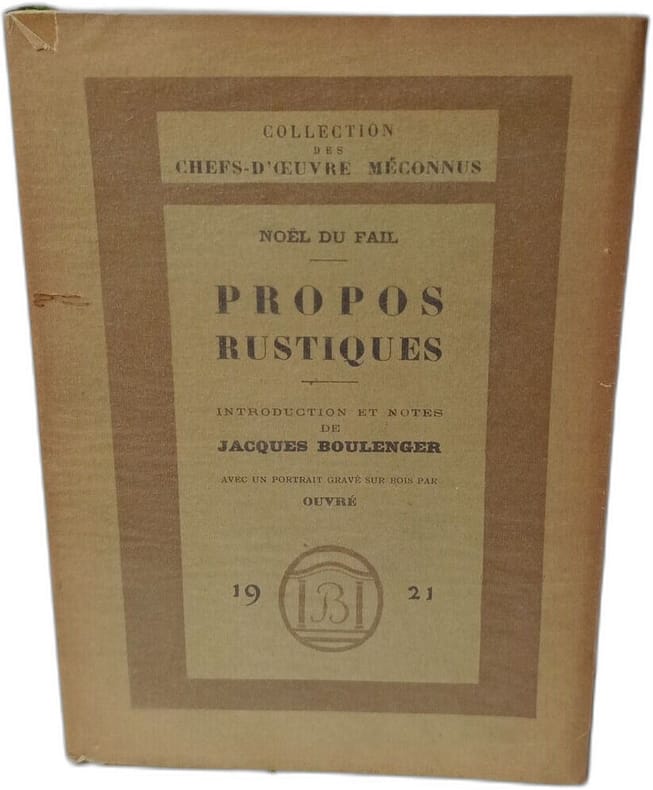 COLLECTION
DES
CHEFS-D'ŒUVRE MÉCONNUS
NOËL DU FAIL
PROPOS
RUSTIQUES
INTRODUCTION ET NOTES
DE
JACQUES BOULENGER
AVEC UN PORTRAIT GRAVÉ SUR BOIS PAR
OUVRÉ
19 B 21